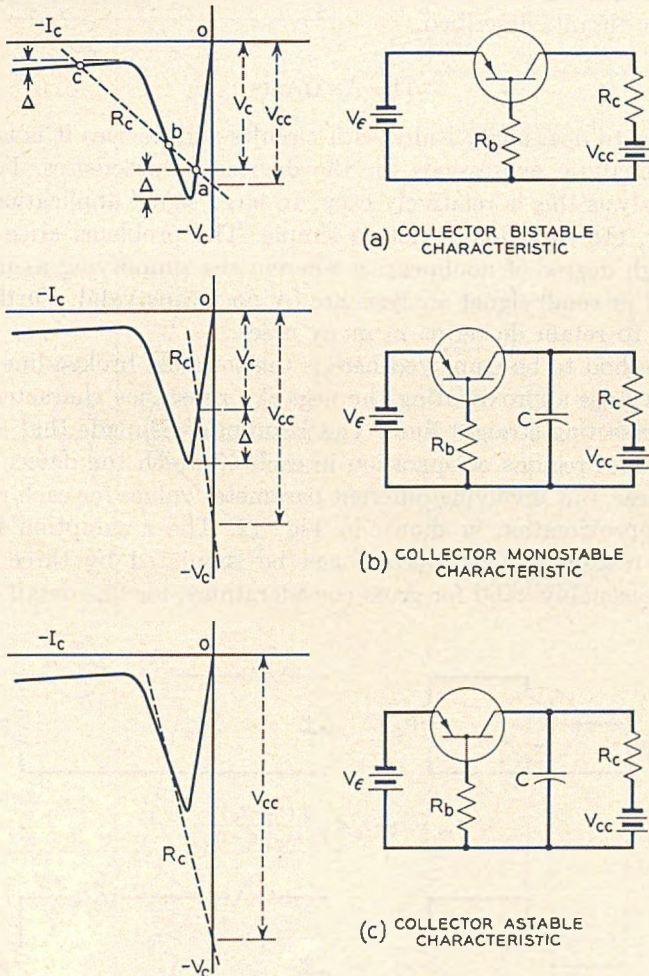 -Ic
O
c
Δ
Rc
b
Δ
a
Vc
Vcc
-Vc
Vϵ
Rb
Rc
Vcc
(a) COLLECTOR BISTABLE
CHARACTERISTIC
-Ic
O
Rc
Vc
Δ
Vcc
-Vc
Vϵ
Rb
C
Rc
Vcc
(b) COLLECTOR MONOSTABLE
CHARACTERISTIC
-Ic
O
Rc
Vcc
-Vc
Vϵ
Rb
C
Rc
Vcc
(c) COLLECTOR ASTABLE
CHARACTERISTIC